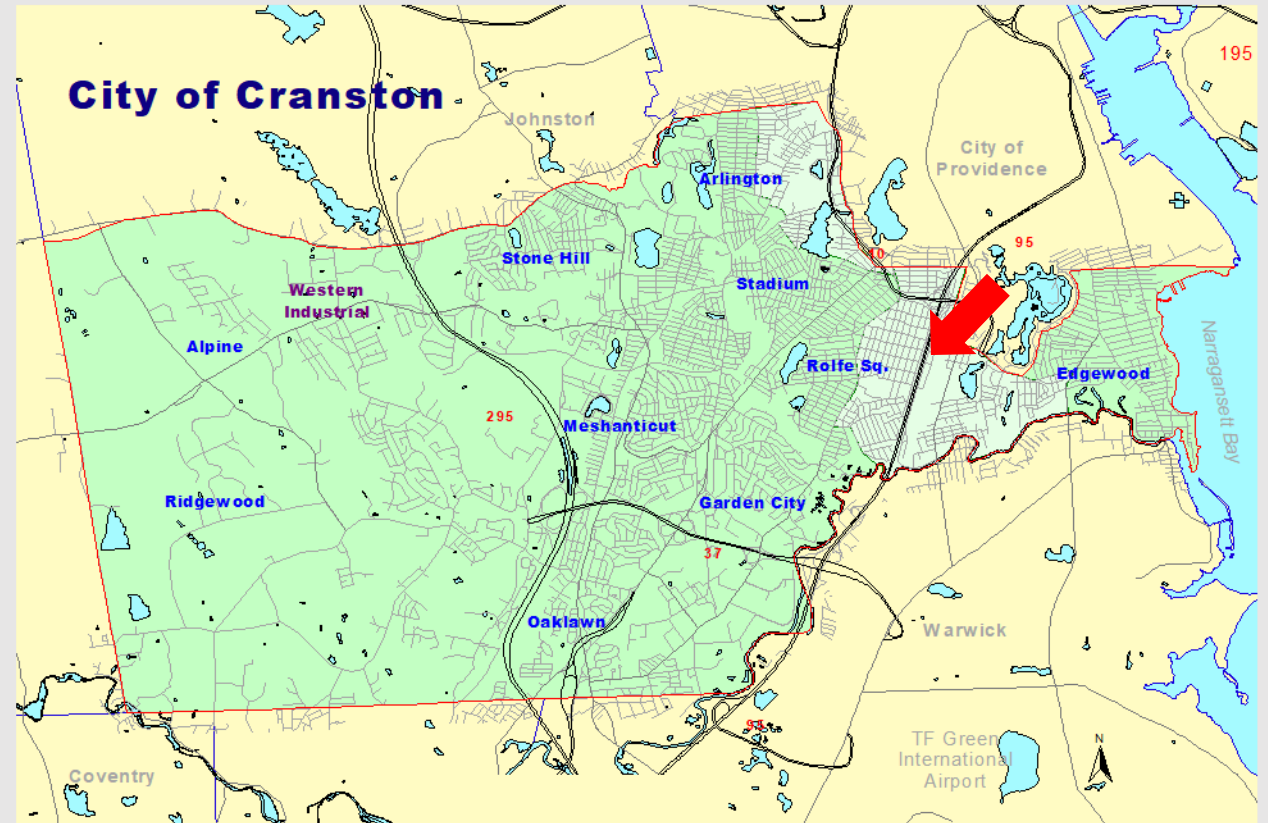 195
City of Cranston
Johnston
City of
Providence
Arlington
95
10
Stone Hill
Stadium
Western
Industrial
Alpine
Rolfe Sq.
Edgewood
Narragansett Bay
295
Meshanticut
Ridgewood
Garden City
37
Oaklawn
Warwick
95
TF Green
International
Airport
N
Coventry